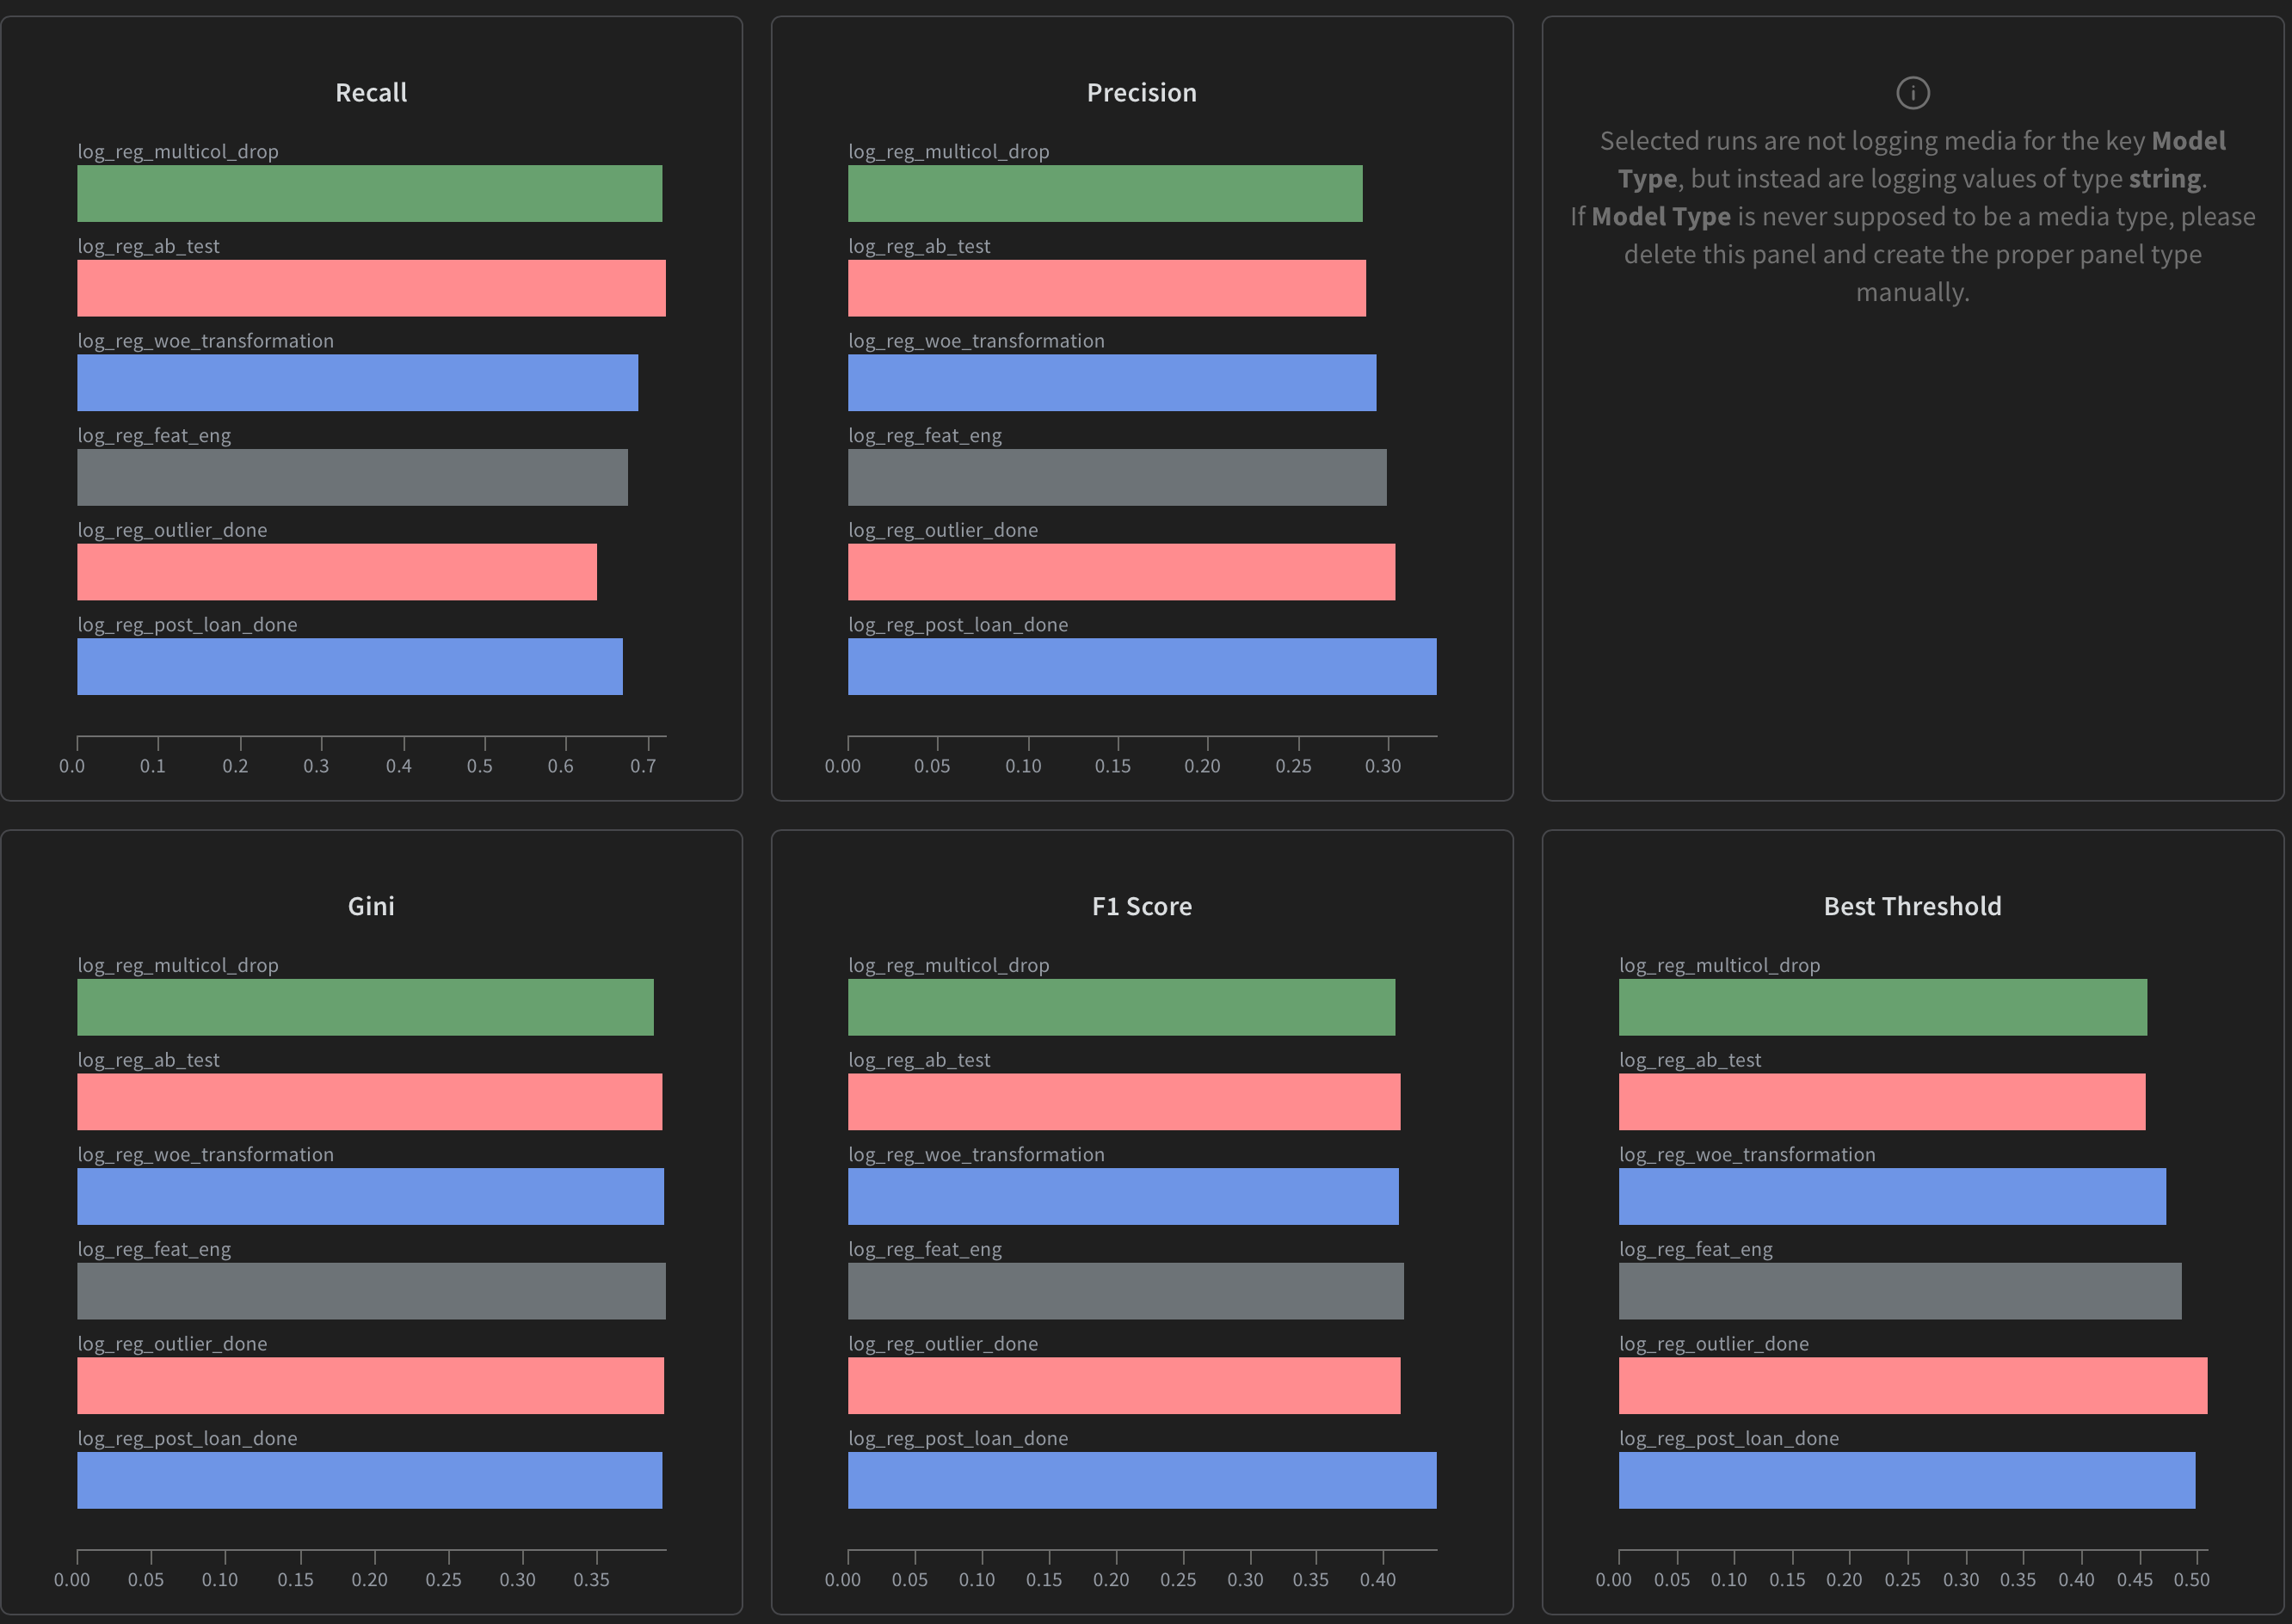 Recall
log_reg_multicol_drop
log_reg_ab_test
log_reg_woe_transformation
log_reg_feat_eng
log_reg_outlier_done
log_reg_post_loan_done
0.0 0.1 0.2 0.3 0.4 0.5 0.6 0.7
Precision
log_reg_multicol_drop
log_reg_ab_test
log_reg_woe_transformation
log_reg_feat_eng
log_reg_outlier_done
log_reg_post_loan_done
0.00 0.05 0.10 0.15 0.20 0.25 0.30
Selected runs are not logging media for the key Model
Type, but instead are logging values of type string.
If Model Type is never supposed to be a media type, please
delete this panel and create the proper panel type
manually.
Gini
log_reg_multicol_drop
log_reg_ab_test
log_reg_woe_transformation
log_reg_feat_eng
log_reg_outlier_done
log_reg_post_loan_done
0.00 0.05 0.10 0.15 0.20 0.25 0.30 0.35
F1 Score
log_reg_multicol_drop
log_reg_ab_test
log_reg_woe_transformation
log_reg_feat_eng
log_reg_outlier_done
log_reg_post_loan_done
0.00 0.05 0.10 0.15 0.20 0.25 0.30 0.35 0.40
Best Threshold
log_reg_multicol_drop
log_reg_ab_test
log_reg_woe_transformation
log_reg_feat_eng
log_reg_outlier_done
log_reg_post_loan_done
0.00 0.05 0.10 0.15 0.20 0.25 0.30 0.35 0.40 0.45 0.50